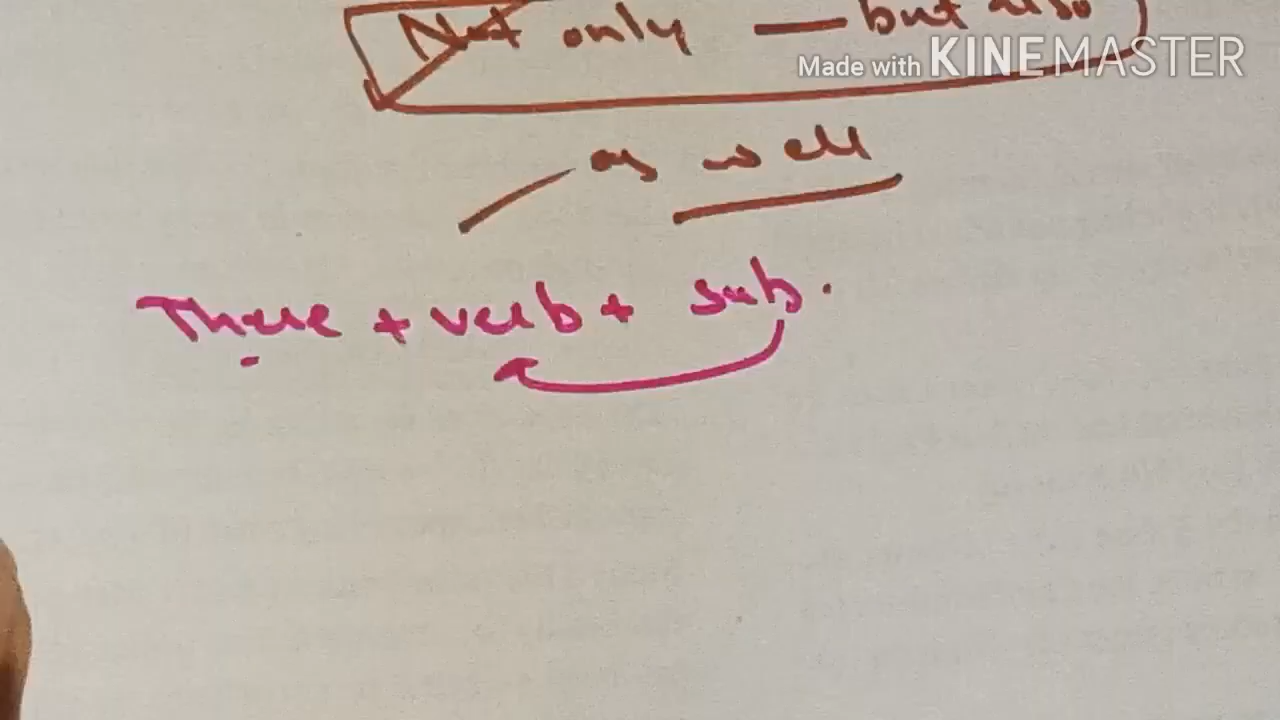 Not only — but also
Made with KINEMASTER
as well
There + verb + sub.